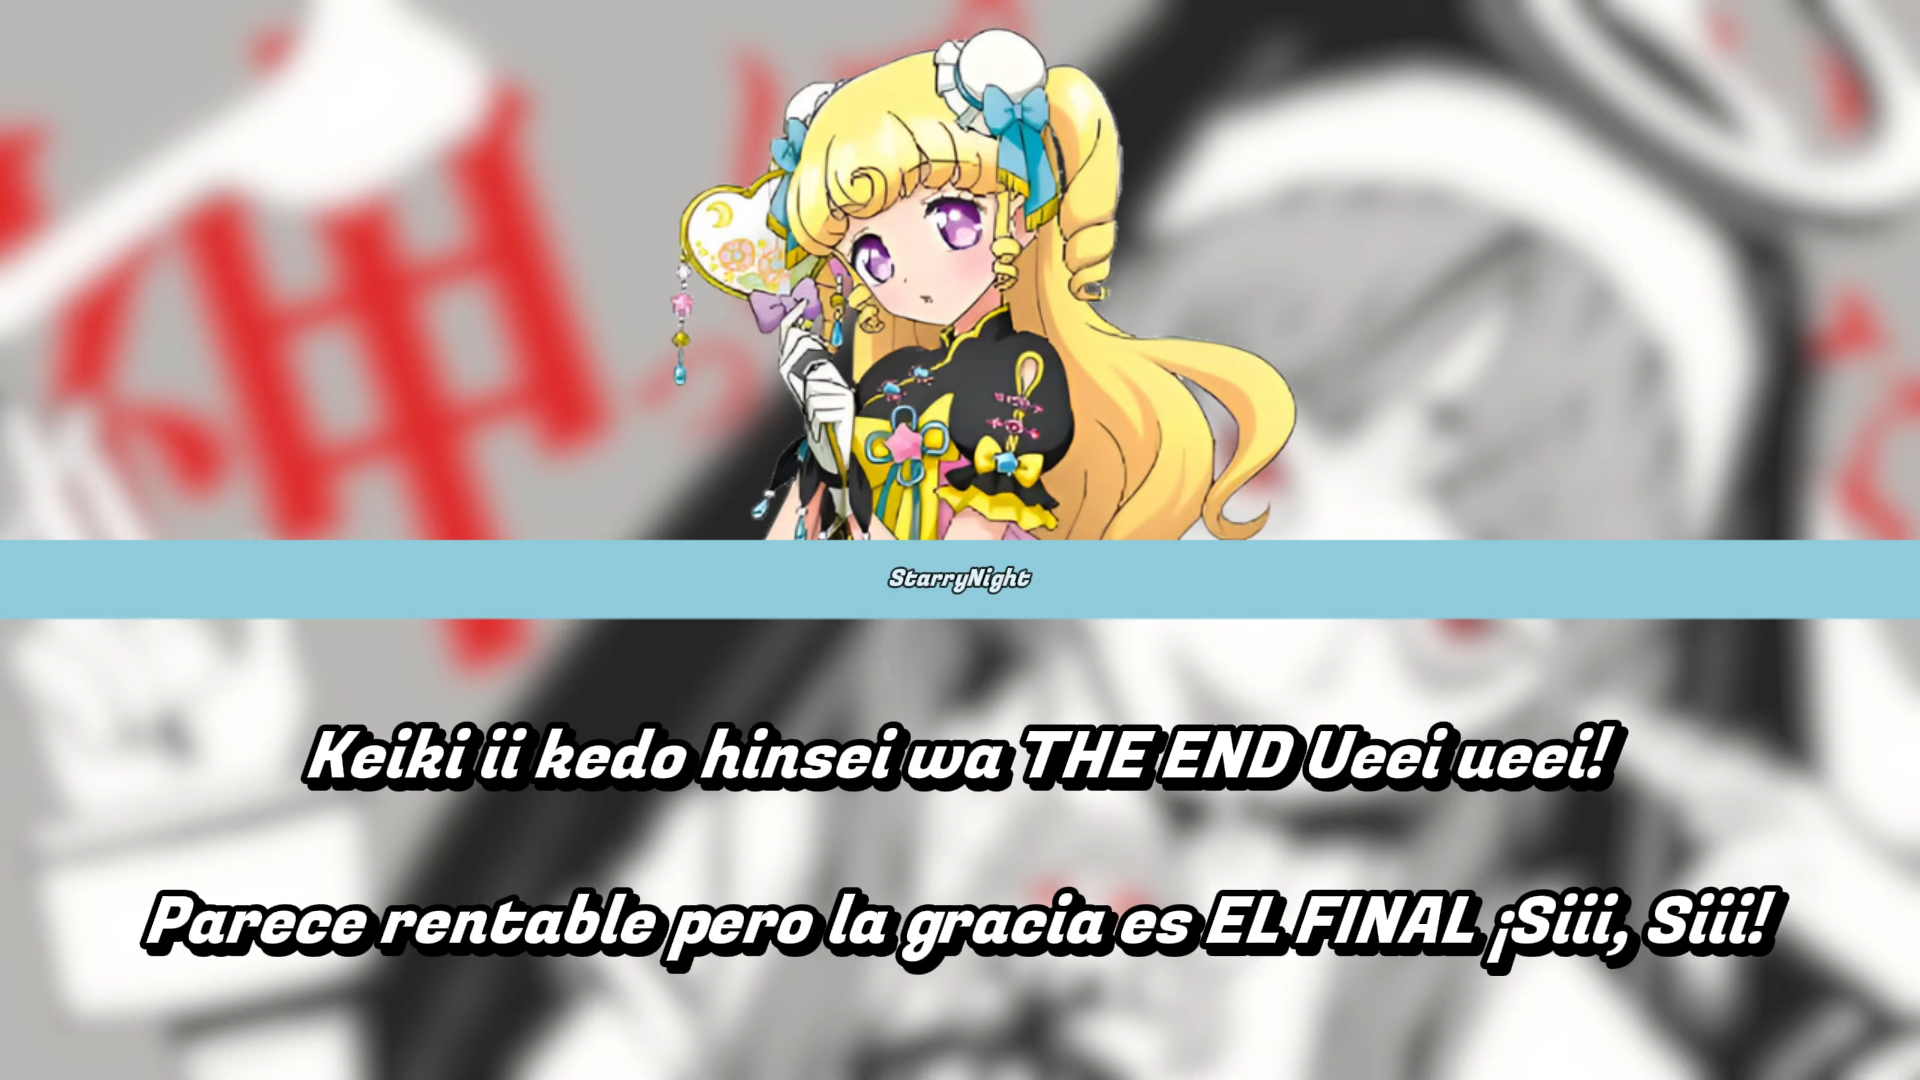 StarryNight
Keiki ii kedo hinsei wa THE END Ueei ueei!
Parece rentable pero la gracia es EL FINAL ¡Siii, Siii!